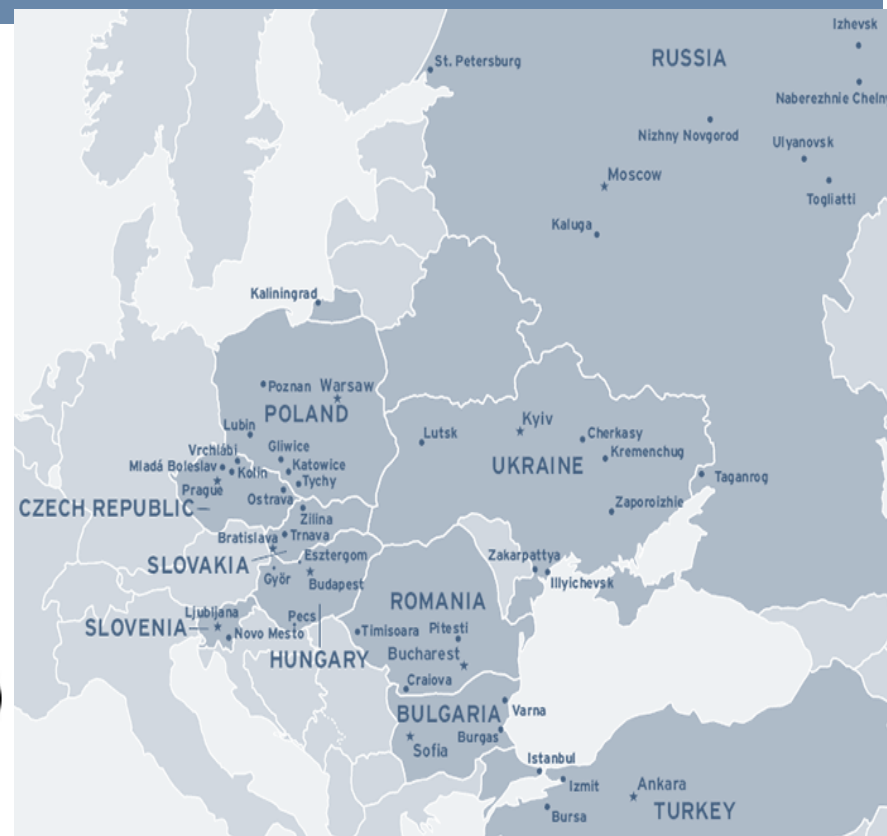 Izhevsk
RUSSIA
St. Petersburg
Naberezhnie Cheln
Nizhny Novgorod
Ulyanovsk
Moscow
Togliatti
Kaluga
Kaliningrad
Poznan
Warsaw
POLAND
Lubin
Lutsk
Kyiv
Cherkasy
Vrchlábi
Gliwice
Kremenchug
Mladá Boleslav
Kolín
Katowice
UKRAINE
Tychy
Taganrog
Prague
Ostrava
Zaporoizhie
CZECH REPUBLIC
Zilina
Bratislava
Trnava
Zakarpattya
Esztergom
SLOVAKIA
Illyichevsk
Györ
Budapest
ROMANIA
Ljubljana
Pecs
SLOVENIA
Novo Mesto
Timisoara
Pitesti
HUNGARY
Bucharest
Craiova
BULGARIA
Varna
Burgas
Sofia
Istanbul
Izmit
Ankara
Bursa
TURKEY